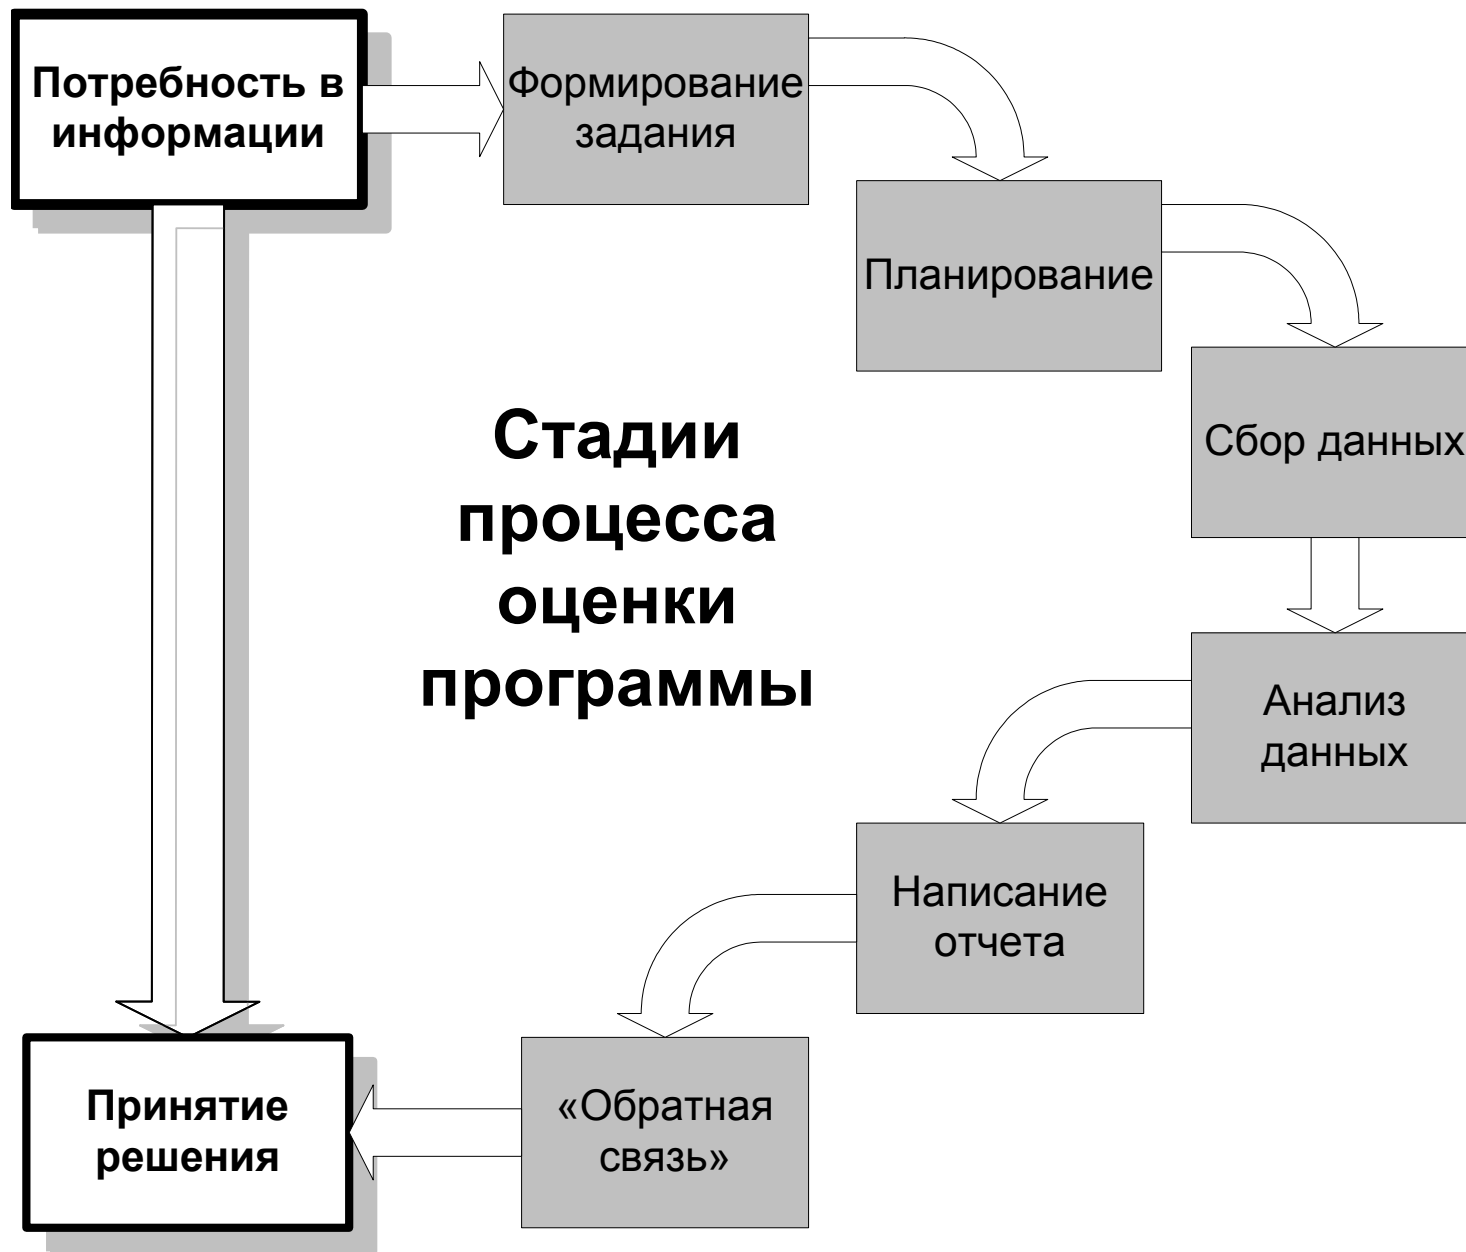 Потребность в
информации
Формирование
задания
Планирование
Сбор данных
Стадии
процесса
оценки
программы
Анализ
данных
Написание
отчета
«Обратная
связь»
Принятие
решения